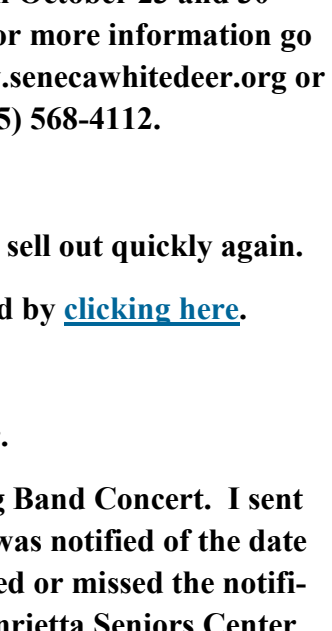 October 25 and 30
or more information go
.senecawhitedeer.org or
5) 568-4112.
sell out quickly again.
d by clicking here.
.
g Band Concert.  I sent
was notified of the date
ed or missed the notifi-
nrietta Seniors Center